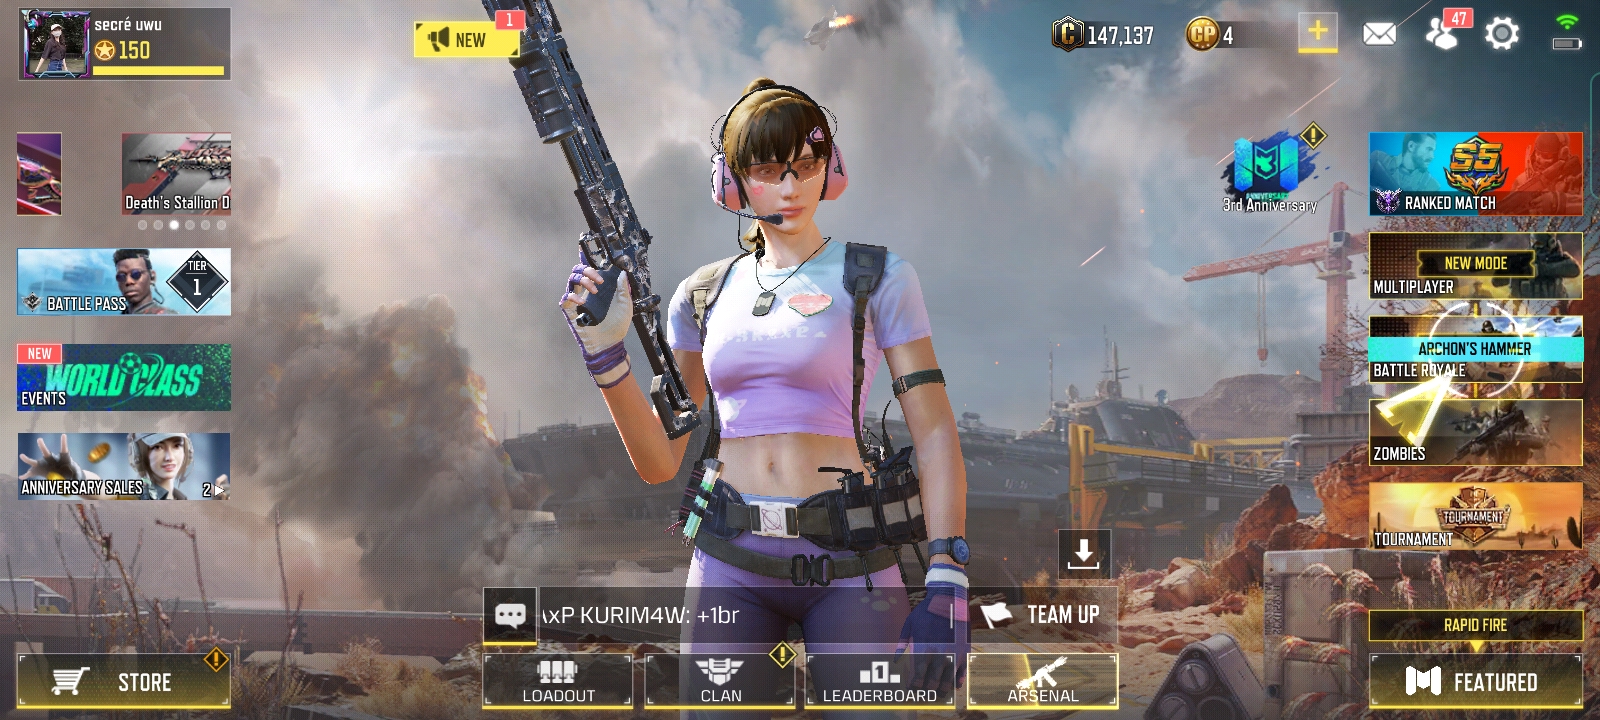 secré uwu
150
NEW
1
147,137
CP 4
47
Death's Stallion D
3rd Anniversary
S5
RANKED MATCH
BATTLE PASS
TIER
1
NEW MODE
MULTIPLAYER
ARCHON'S HAMMER
BATTLE ROYALE
NEW
WORLD CLASS
EVENTS
ZOMBIES
ANNIVERSARY SALES
2
TOURNAMENT
TOURNAMENT
xP KURIM4W: +1br
TEAM UP
RAPID FIRE
STORE
LOADOUT
CLAN
LEADERBOARD
ARSENAL
FEATURED